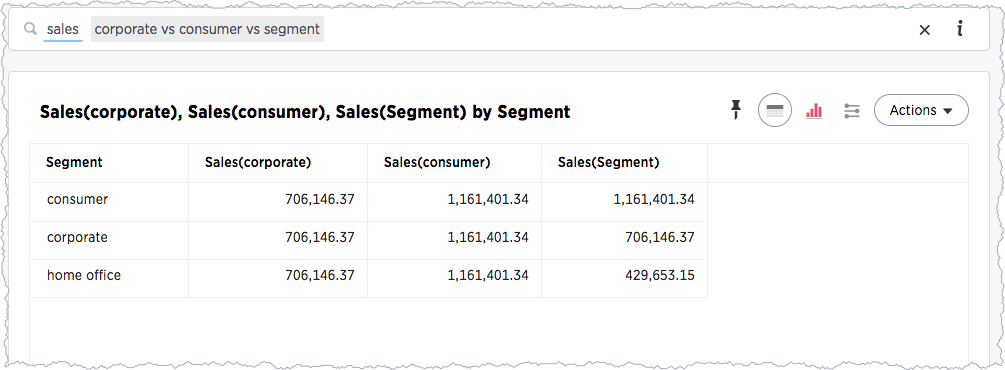 sales corporate vs consumer vs segment
Sales(corporate), Sales(consumer), Sales(Segment) by Segment
Actions
Segment Sales(corporate) Sales(consumer) Sales(Segment)
consumer 706,146.37 1,161,401.34 1,161,401.34
corporate 706,146.37 1,161,401.34 706,146.37
home office 706,146.37 1,161,401.34 429,653.15